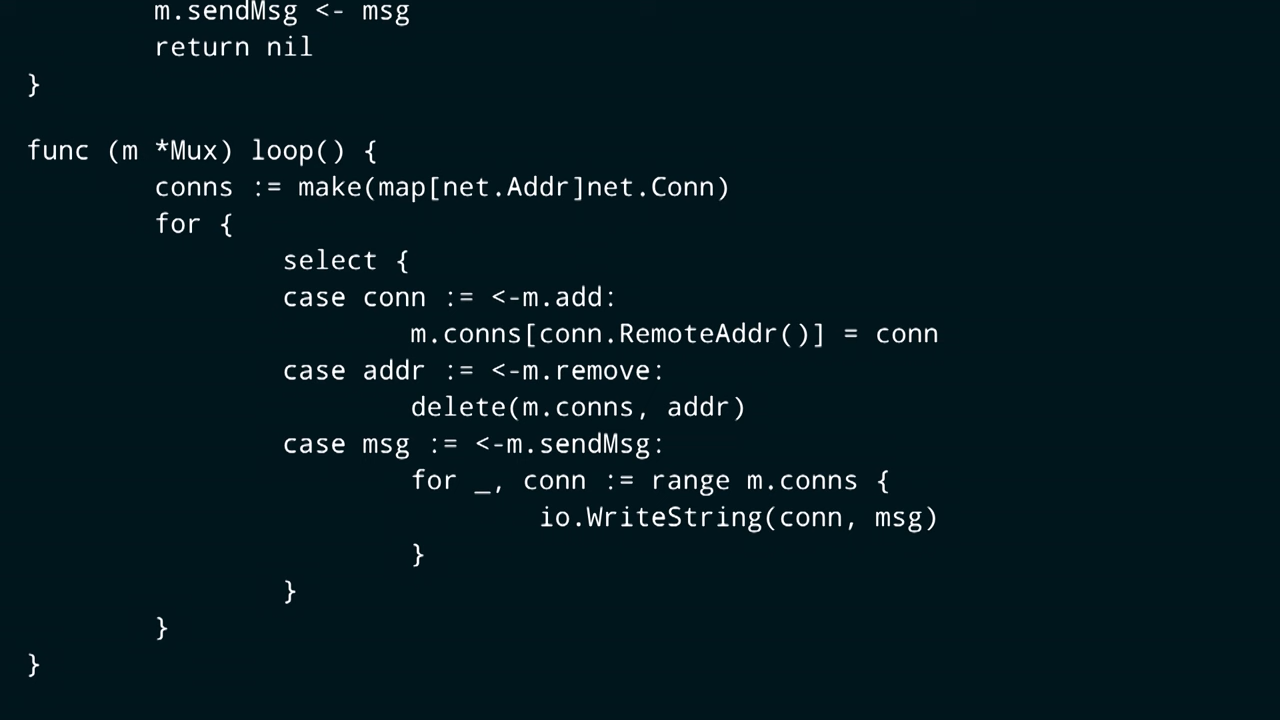 m.sendMsg <- msg
        return nil
}

func (m *Mux) loop() {
        conns := make(map[net.Addr]net.Conn)
        for {
                select {
                case conn := <-m.add:
                        m.conns[conn.RemoteAddr()] = conn
                case addr := <-m.remove:
                        delete(m.conns, addr)
                case msg := <-m.sendMsg:
                        for _, conn := range m.conns {
                                io.WriteString(conn, msg)
                        }
                }
        }
}